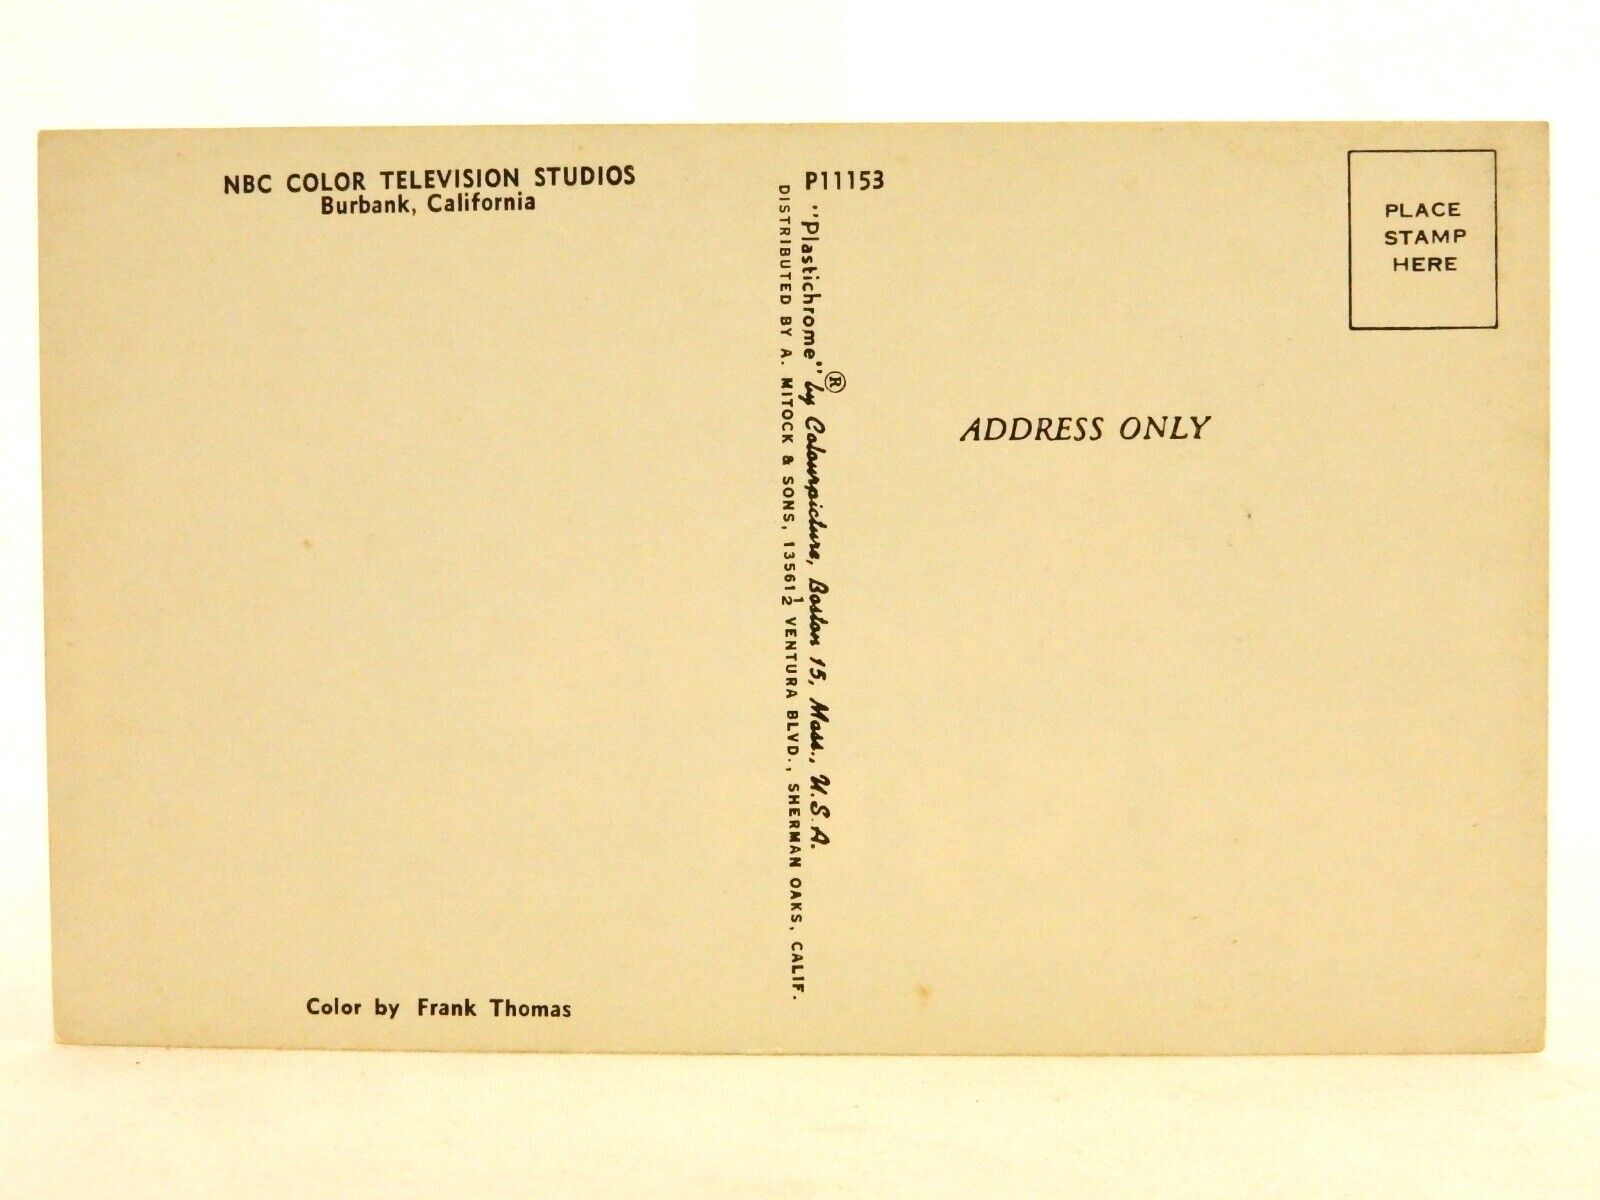 NBC COLOR TELEVISION STUDIOS
Burbank, California
Color by Frank Thomas
P11153
"Plastichrome"® by Colourpicture, Boston 15, Mass., U.S.A.
DISTRIBUTED BY A. MITOCK & SONS, 13561½ VENTURA BLVD., SHERMAN OAKS, CALIF.
PLACE
STAMP
HERE
ADDRESS ONLY